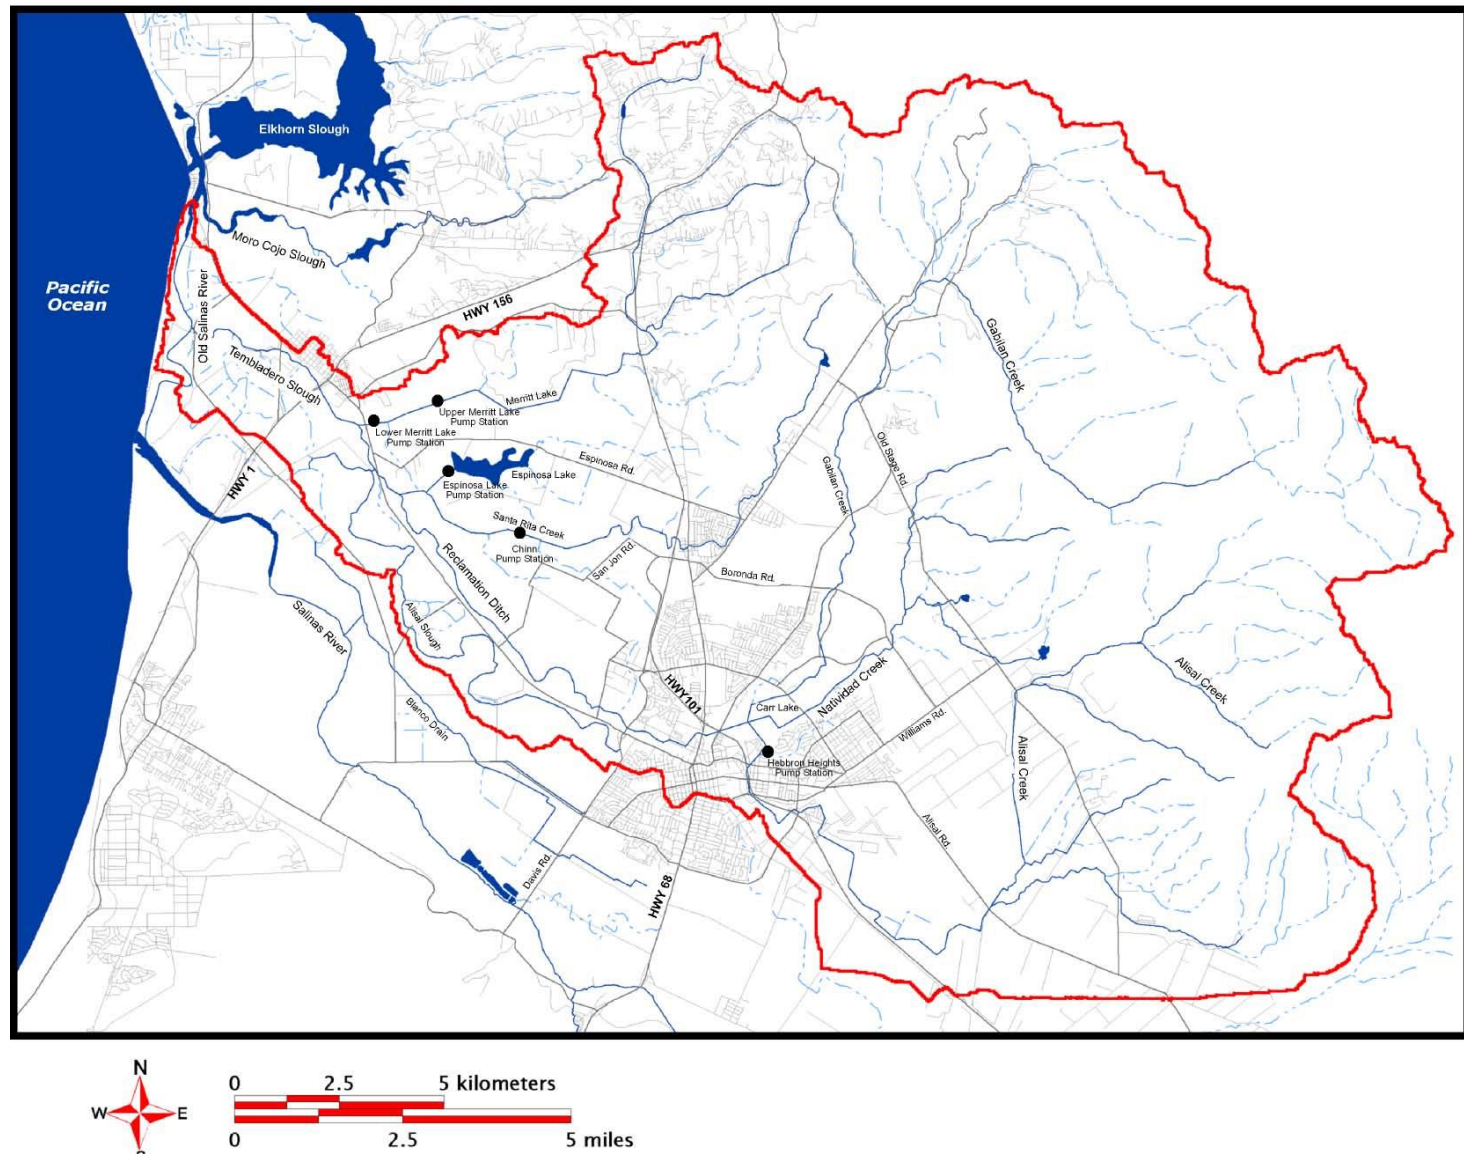 Elkhorn Slough
Moro Cojo Slough
Pacific
Ocean
Old Salinas River
HWY 156
Tembladero Slough
Gabilan Creek
Merritt Lake
Upper Merritt Lake
Pump Station
Lower Merritt Lake
Pump Station
HWY 1
Espinosa Rd.
Old Stage Rd.
Gabilan Creek
Espinosa Lake
Espinosa Lake
Pump Station
Santa Rita Creek
Chinn
Pump Station
San Jon Rd.
Boronda Rd.
Reclamation Ditch
Salinas River
Alisal Slough
Alisal Creek
Natividad Creek
HWY101
Carr Lake
Blanco Drain
Williams Rd.
Alisal Creek
Hebbron Heights
Pump Station
Alisal Rd.
Davis Rd.
HWY 68
N
W E
0 2.5 5 kilometers
0 2.5 5 miles